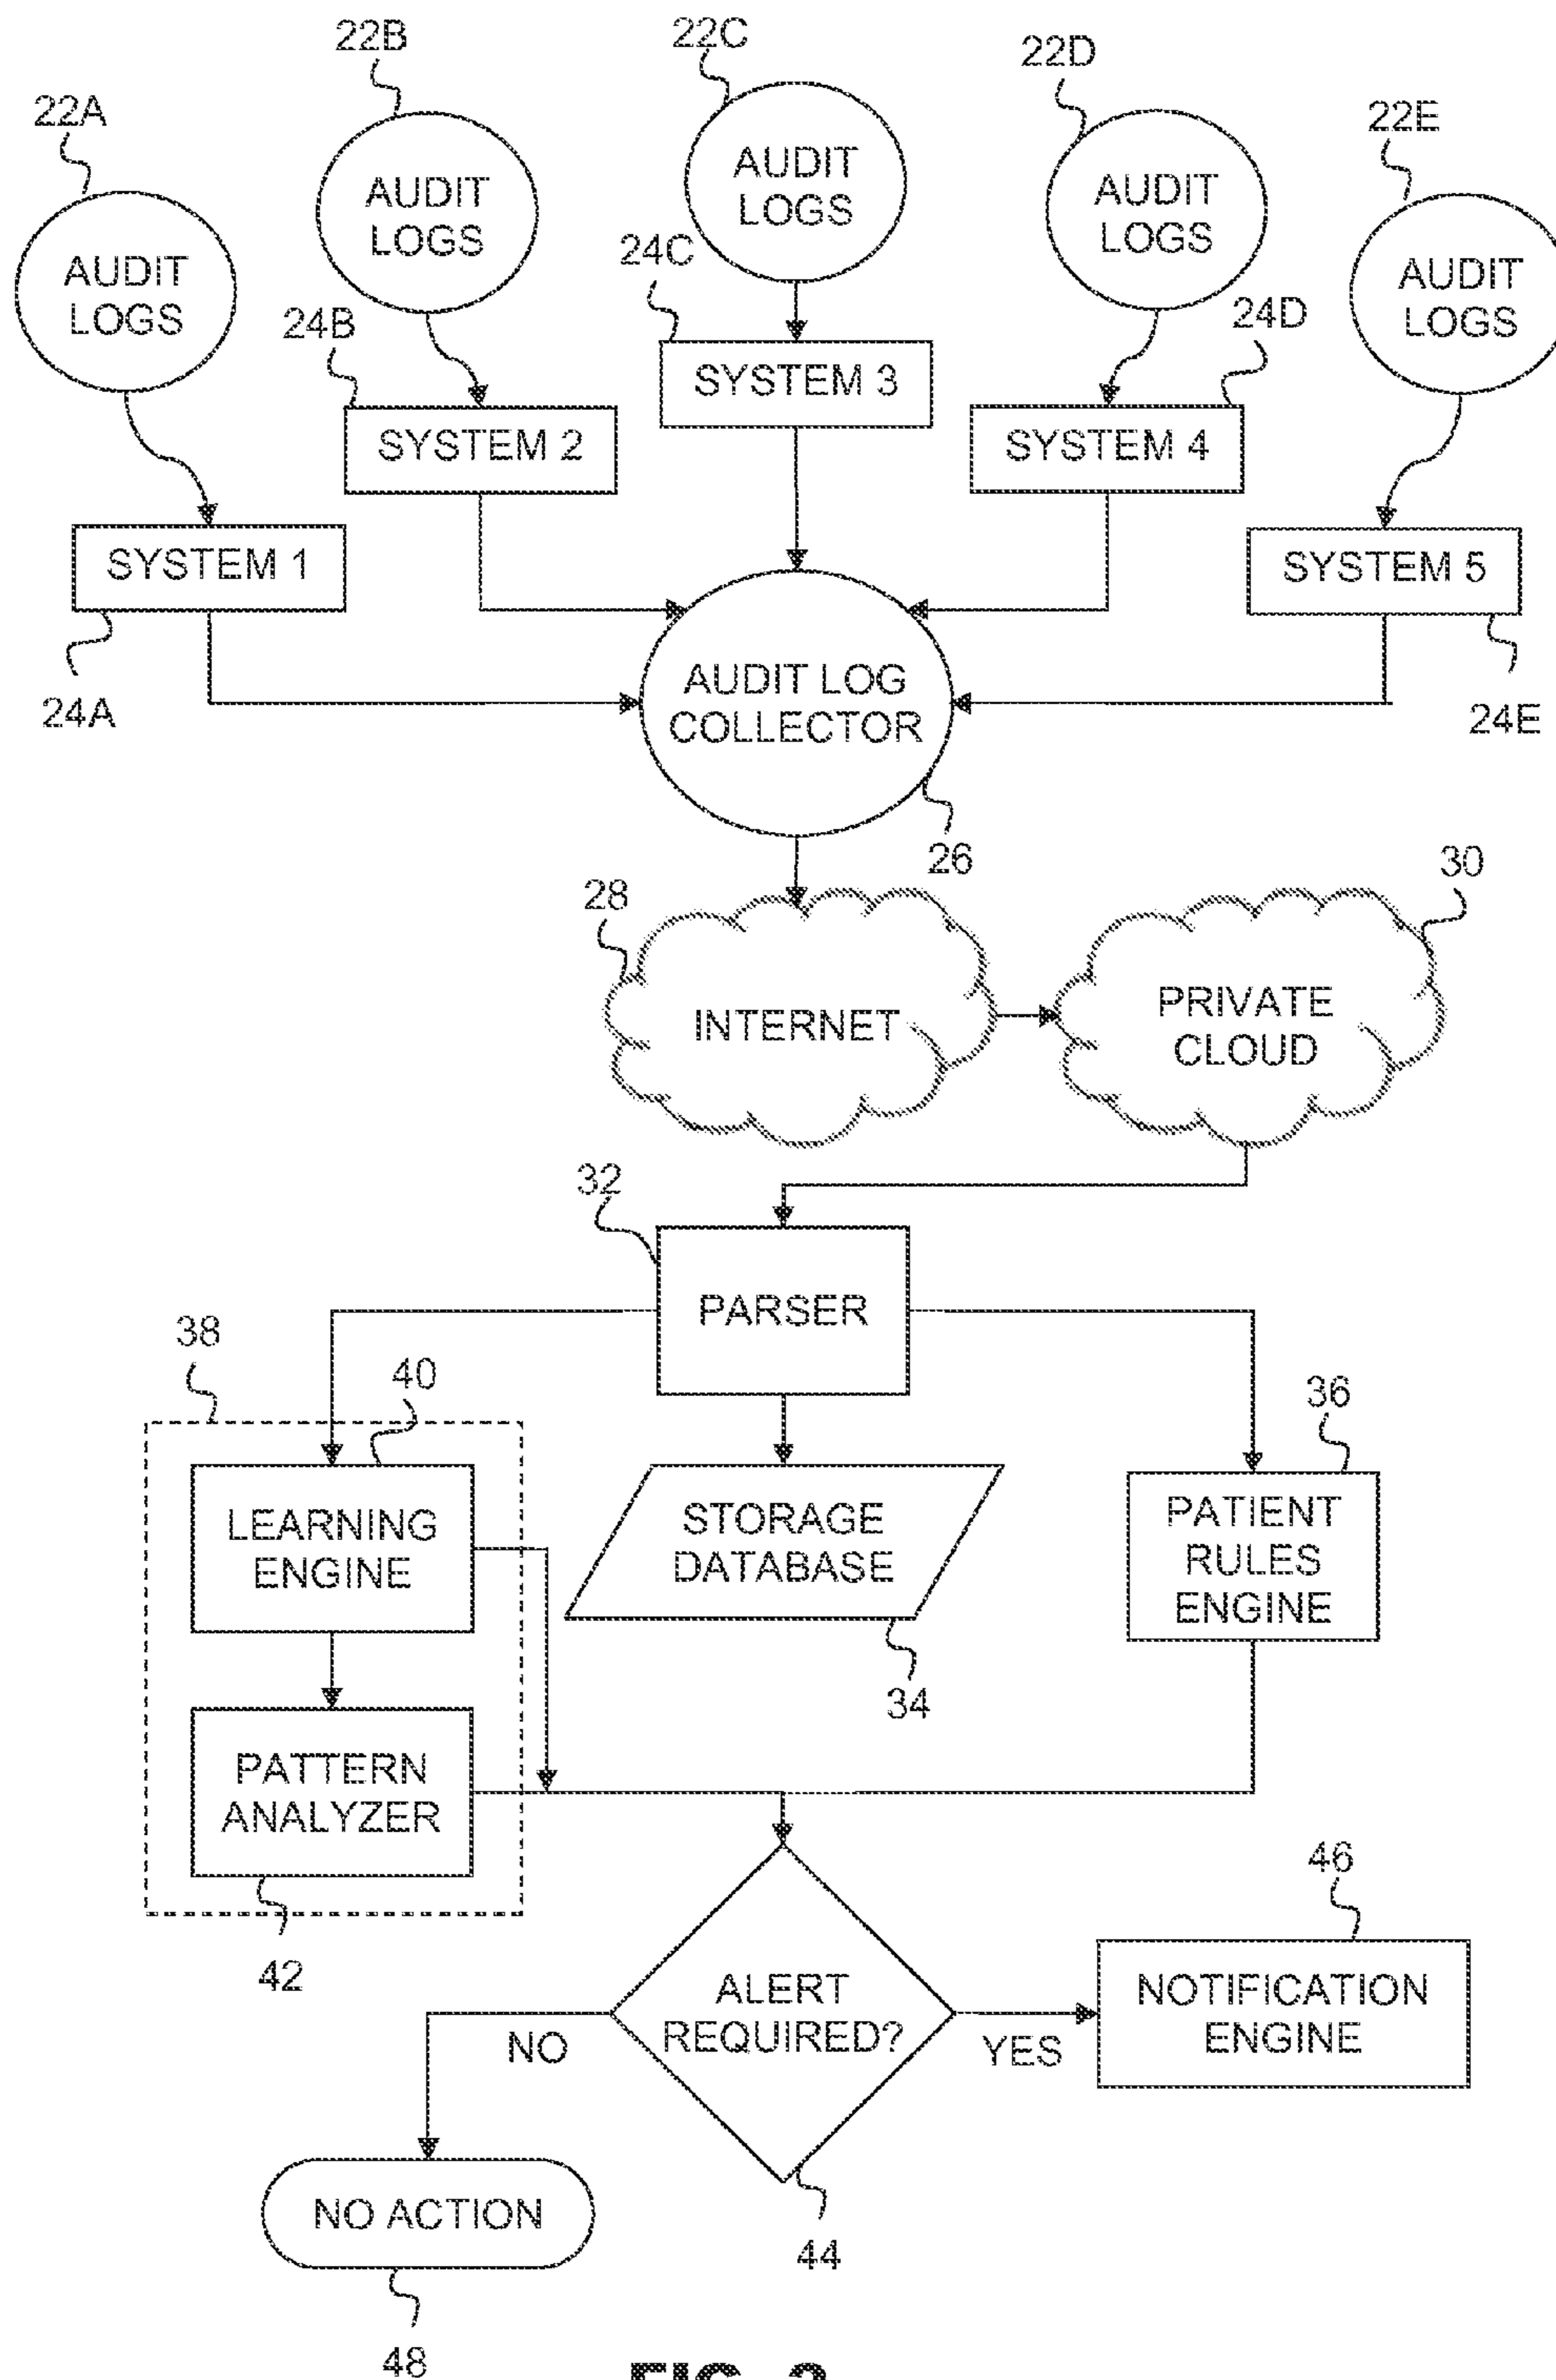 22A
22B
22C
22D
22E
AUDIT
LOGS
AUDIT
LOGS
AUDIT
LOGS
AUDIT
LOGS
AUDIT
LOGS
24B
24C
24D
SYSTEM 1
SYSTEM 2
SYSTEM 3
SYSTEM 4
SYSTEM 5
24A
24E
AUDIT LOG
COLLECTOR
26
28
30
INTERNET
PRIVATE
CLOUD
32
PARSER
38
40
36
LEARNING
ENGINE
STORAGE
DATABASE
PATIENT
RULES
ENGINE
34
PATTERN
ANALYZER
42
46
ALERT
REQUIRED?
NOTIFICATION
ENGINE
NO
YES
NO ACTION
44
48